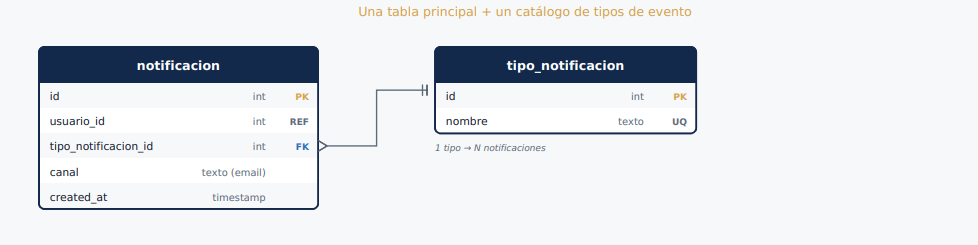 Una tabla principal + un catálogo de tipos de evento
notificacion
id int PK
usuario_id int REF
tipo_notificacion_id int FK
canal texto (email)
created_at timestamp
tipo_notificacion
id int PK
nombre texto UQ
1 tipo → N notificaciones